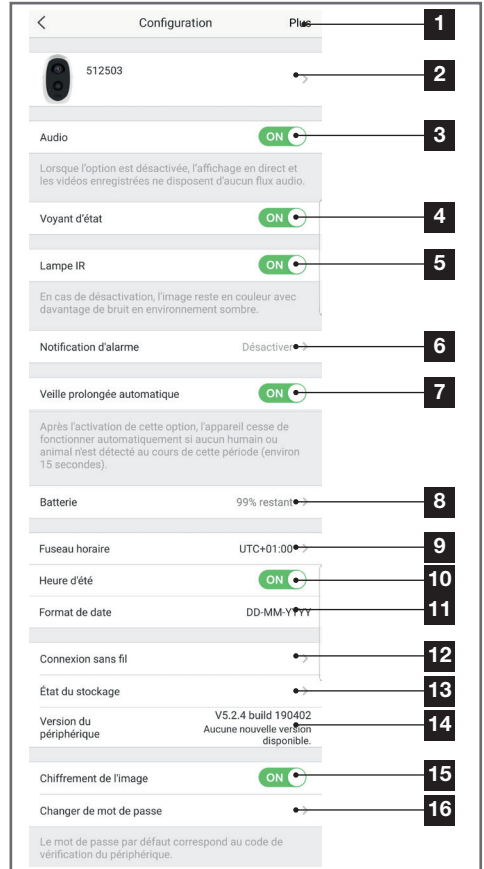 Configuration Plus 1
512503 2
Audio ON 3
Lorsque l'option est désactivée, l'affichage en direct et
les vidéos enregistrées ne disposent d'aucun flux audio.
Voyant d'état ON 4
Lampe IR ON 5
En cas de désactivation, l'image reste en couleur avec
davantage de bruit en environnement sombre.
Notification d'alarme Désactiver 6
Veille prolongée automatique ON 7
Après l'activation de cette option, l'appareil cesse de
fonctionner automatiquement si aucun humain ou
animal n'est détecté au cours de cette période (environ
15 secondes).
Batterie 99% restant 8
Fuseau horaire UTC+01:00 9
Heure d'été ON 10
Format de date DD-MM-YYYY 11
Connexion sans fil 12
État du stockage 13
Version du
périphérique
V5.2.4 build 190402
Aucune nouvelle version
disponible.
14
Chiffrement de l'image ON 15
Changer de mot de passe 16
Le mot de passe par défaut correspond au code de
vérification du périphérique.